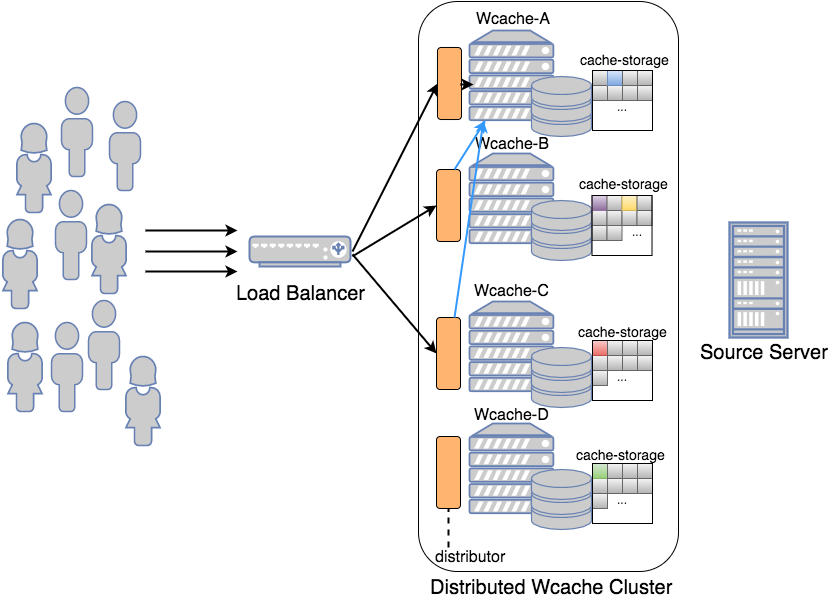 Wcache-A
cache-storage
...
Wcache-B
cache-storage
...
Load Balancer
Wcache-C
cache-storage
...
Source Server
Wcache-D
cache-storage
...
distributor
Distributed Wcache Cluster